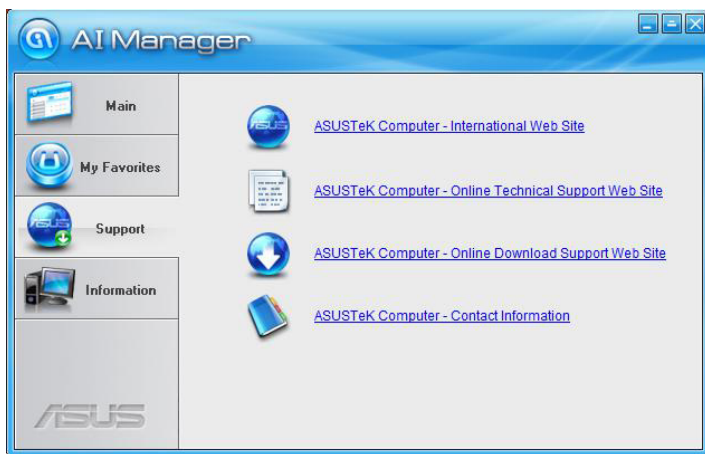 AI Manager
Main
My Favorites
Support
Information
ASUS
ASUSTeK Computer - International Web Site
ASUSTeK Computer - Online Technical Support Web Site
ASUSTeK Computer - Online Download Support Web Site
ASUSTeK Computer - Contact Information
/SUS